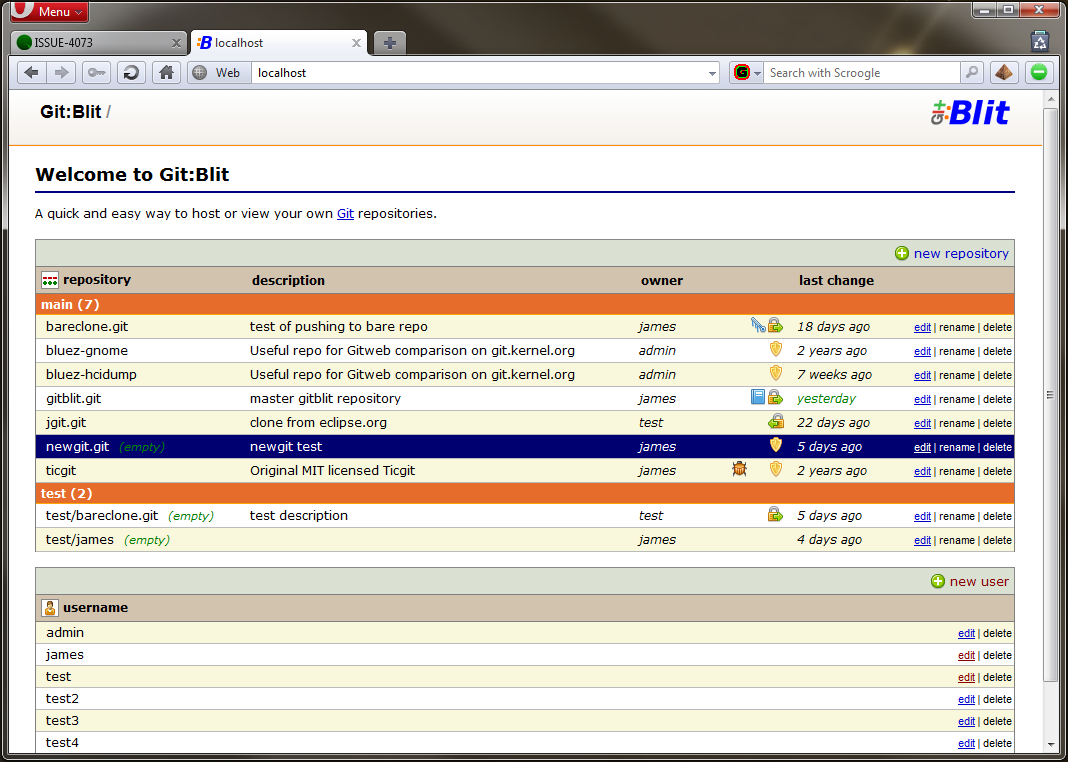 Menu
ISSUE-4073
:B localhost
Web localhost Search with Scroogle
Git:Blit / Git:Blit
Welcome to Git:Blit
A quick and easy way to host or view your own Git repositories.
new repository
repository description owner last change
main (7)
bareclone.git test of pushing to bare repo james 18 days ago edit | rename | delete
bluez-gnome Useful repo for Gitweb comparison on git.kernel.org admin 2 years ago edit | rename | delete
bluez-hcidump Useful repo for Gitweb comparison on git.kernel.org admin 7 weeks ago edit | rename | delete
gitblit.git master gitblit repository james yesterday edit | rename | delete
jgit.git clone from eclipse.org test 22 days ago edit | rename | delete
newgit.git (empty) newgit test james 5 days ago edit | rename | delete
ticgit Original MIT licensed Ticgit james 2 years ago edit | rename | delete
test (2)
test/bareclone.git (empty) test description test 5 days ago edit | rename | delete
test/james (empty) james 4 days ago edit | rename | delete
new user
username
admin edit | delete
james edit | delete
test edit | delete
test2 edit | delete
test3 edit | delete
test4 edit | delete